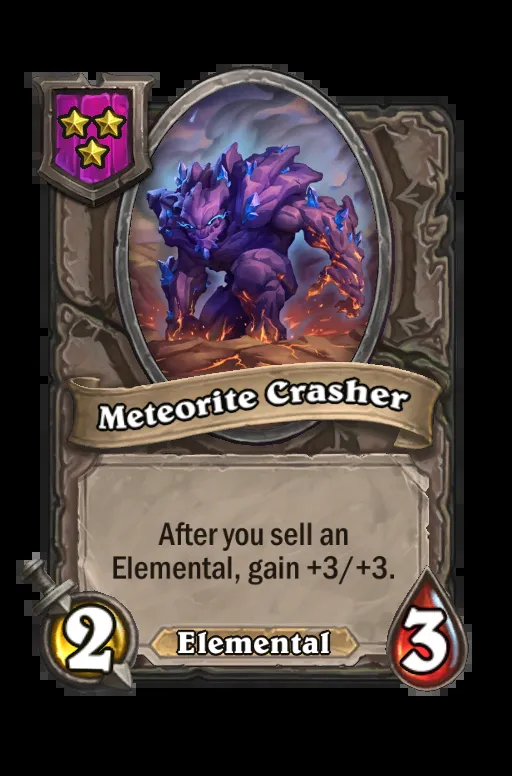 Meteorite Crasher
After you sell an
Elemental, gain +3/+3.
2
Elemental
3